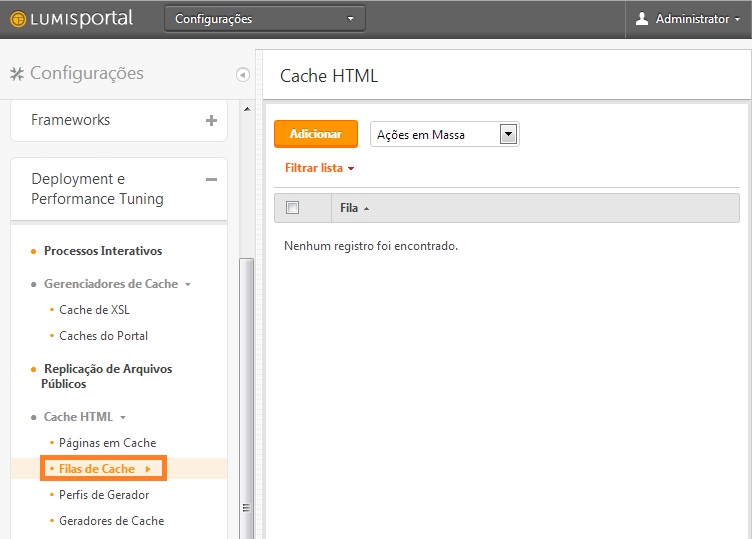 LUMISportal
Configurações
Administrator
Configurações
Cache HTML
Frameworks
Adicionar
Ações em Massa
Filtrar lista
Deployment e
Performance Tuning
Fila
Nenhum registro foi encontrado.
Processos Interativos
Gerenciadores de Cache
Cache de XSL
Caches do Portal
Replicação de Arquivos
Públicos
Cache HTML
Páginas em Cache
Filas de Cache
Perfis de Gerador
Geradores de Cache